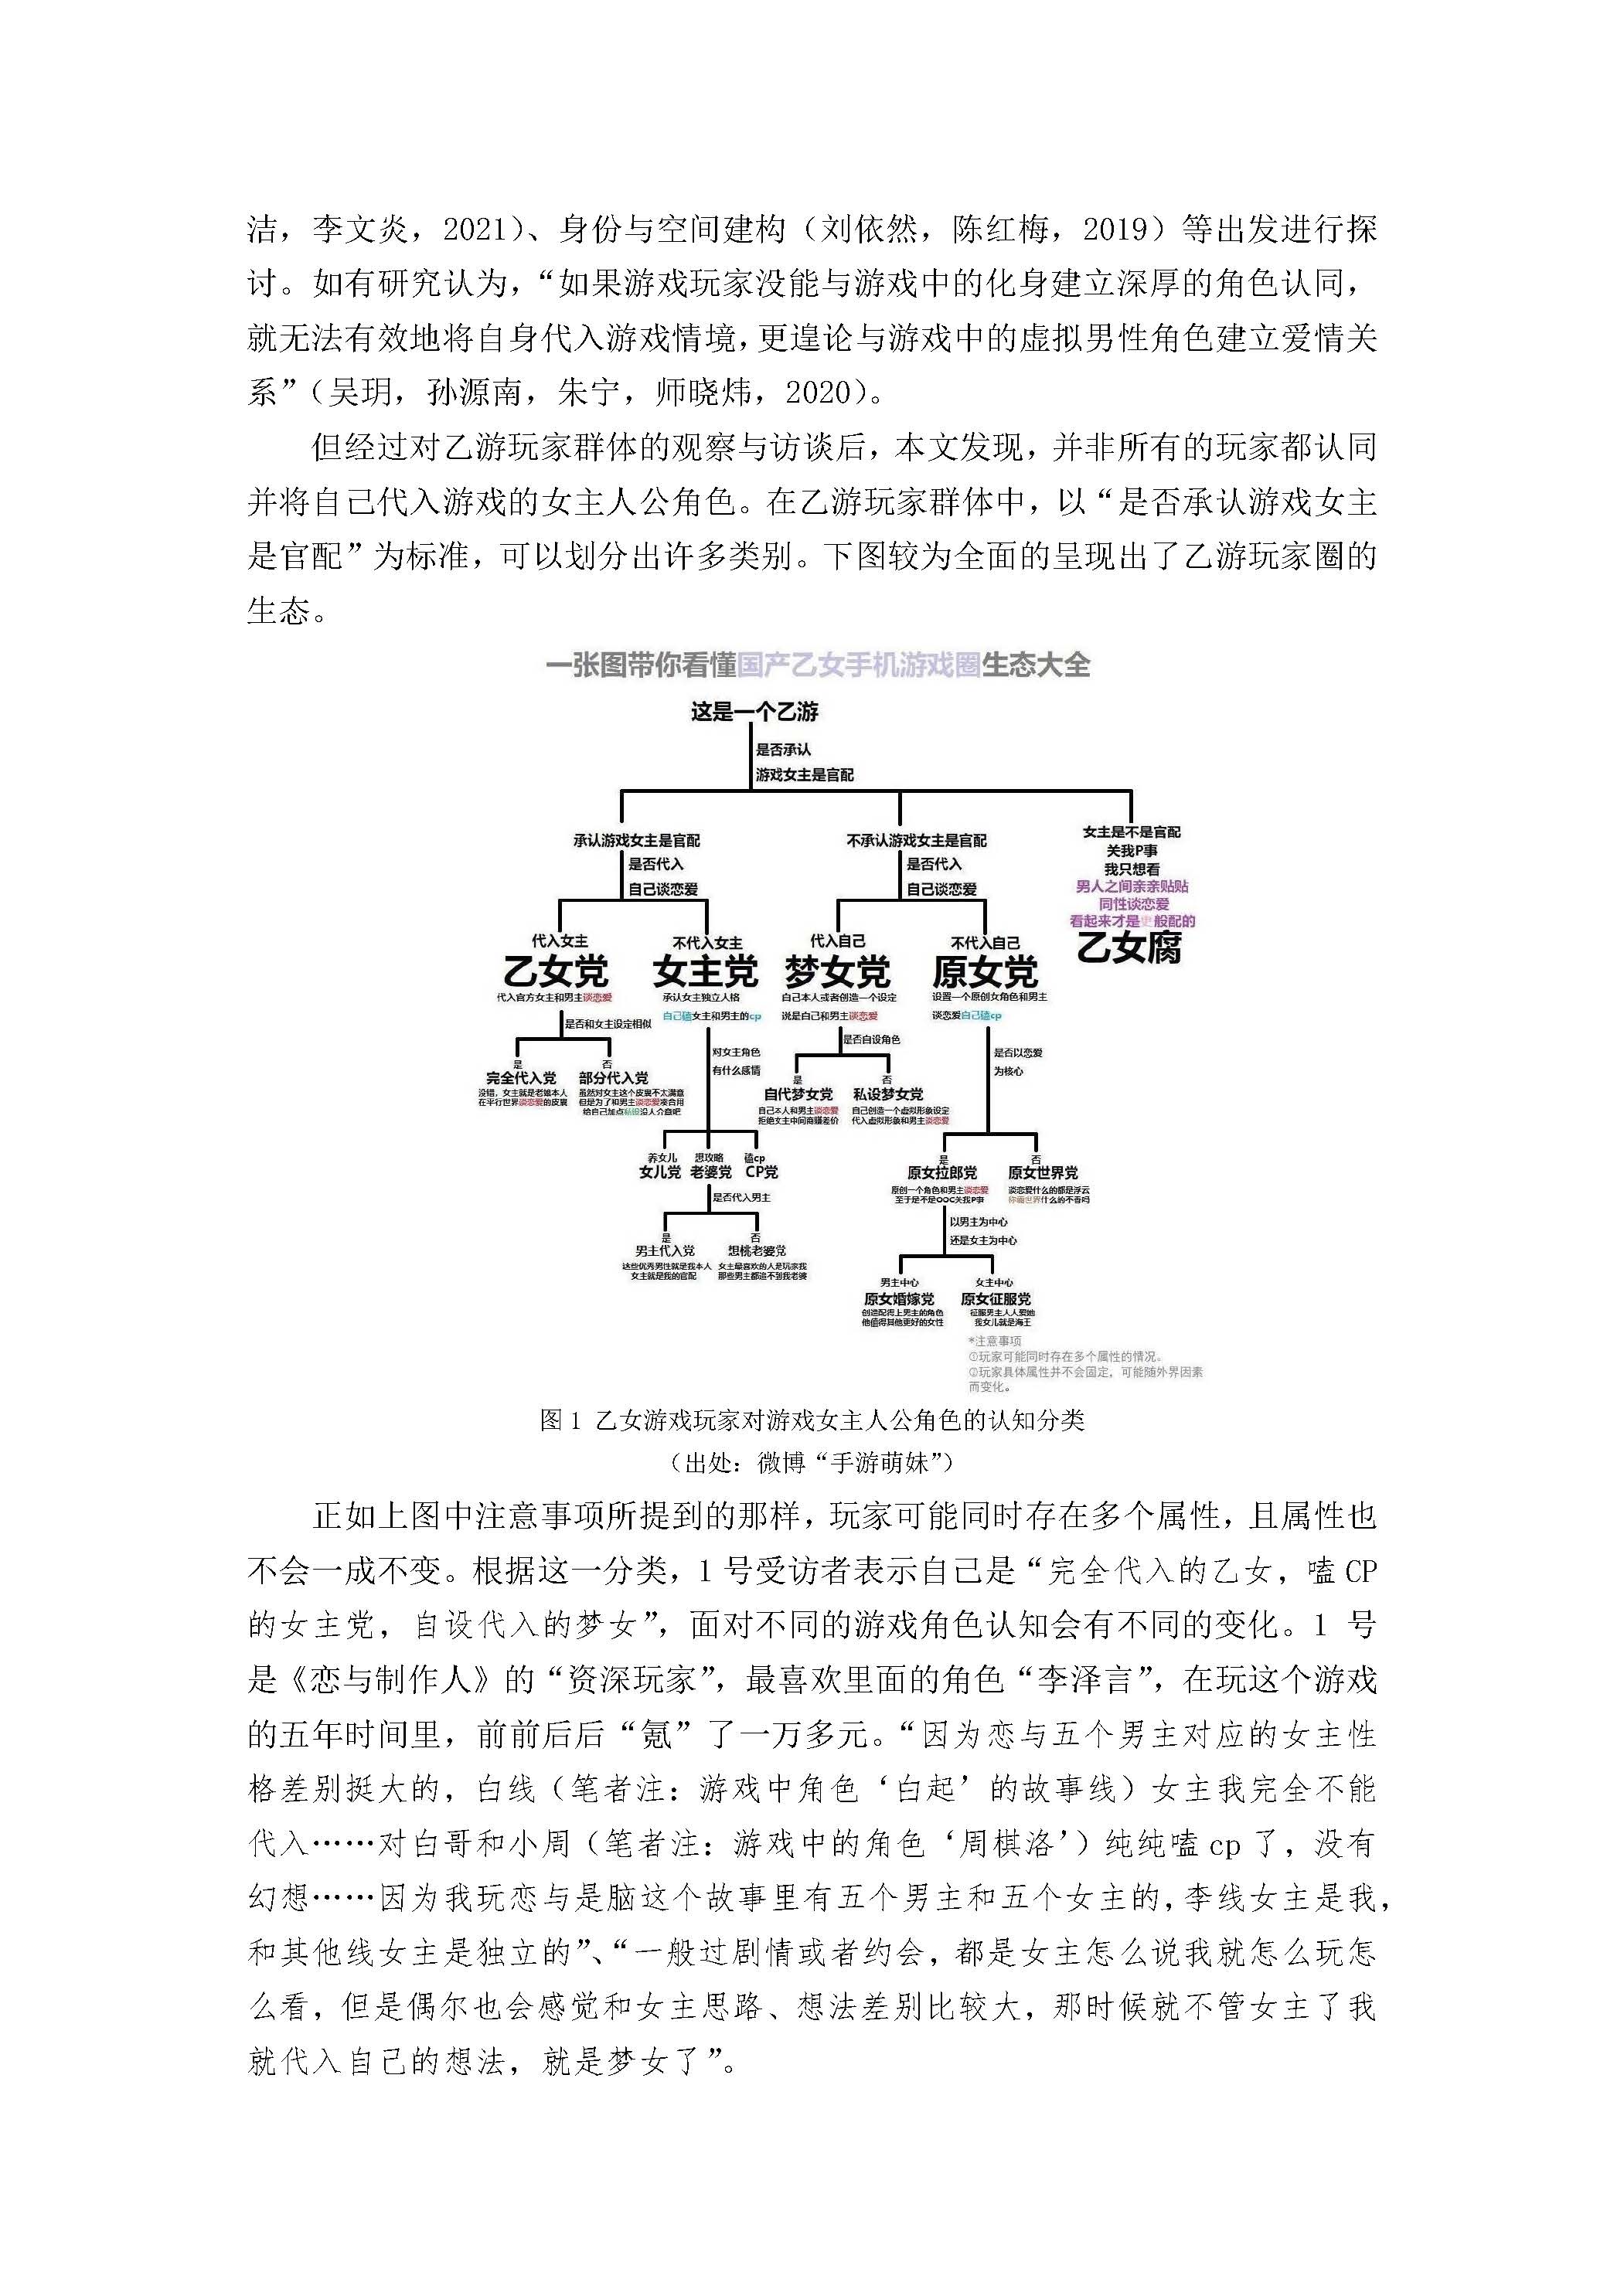 洁，李文炎，2021）、身份与空间建构（刘依然，陈红梅，2019）等出发进行探
讨。如有研究认为，“如果游戏玩家没能与游戏中的化身建立深厚的角色认同，
就无法有效地将自身代入游戏情境，更遑论与游戏中的虚拟男性角色建立爱情关
系”（吴玥，孙源南，朱宁，师晓炜，2020）。
但经过对乙游玩家群体的观察与访谈后，本文发现，并非所有的玩家都认同
并将自己代入游戏的女主人公角色。在乙游玩家群体中，以“是否承认游戏女主
是官配”为标准，可以划分出许多类别。下图较为全面的呈现出了乙游玩家圈的
生态。
一张图带你看懂国产乙女手机游戏圈生态大全
这是一个乙游
是否承认
游戏女主是官配
承认游戏女主是官配
是否代入
自己谈恋爱
不承认游戏女主是官配
是否代入
自己谈恋爱
女主是不是官配
关我P事
我只想看
男人之间亲亲贴贴
同性谈恋爱
看起来才是更般配的
乙女腐
代入女主
乙女党
代入官方女主和男主谈恋爱
不代入女主
女主党
承认女主独立人格
自己磕女主和男主的cp
代入自己
梦女党
自己本人或者创造一个设定
说是自己和男主谈恋爱
不代入自己
原女党
设置一个原创女角色和男主
谈恋爱自己磕cp
是否和女主设定相似
是
完全代入党
没错，女主就是老娘本人
在平行世界谈恋爱的皮囊
否
部分代入党
虽然对女主这个皮囊不太满意
但是为了和男主谈恋爱凑合用
给自己加点私设没人介意吧
对女主角色
有什么感情
养女儿
女儿党
想攻略
老婆党
磕cp
CP党
是否代入男主
是
男主代入党
这些优秀男性就是我本人
女主就是我的官配
否
想桃老婆党
女主最喜欢的人是玩家我
那些男主都追不到我老婆
是否自设角色
是
自代梦女党
自己本人和男主谈恋爱
拒绝女主中间商赚差价
否
私设梦女党
自己创造一个虚拟形象设定
代入虚拟形象和男主谈恋爱
是否以恋爱
为核心
是
原女拉郎党
原创一个角色和男主谈恋爱
至于是不是OOC关我P事
否
原女世界党
谈恋爱什么的都是浮云
你画世界什么的不香吗
以男主为中心
还是女主为中心
男主中心
原女婚嫁党
创造配得上男主的角色
他值得其他更好的女性
女主中心
原女征服党
征服男主人人爱她
我女儿就是海王
*注意事项
①玩家可能同时存在多个属性的情况。
②玩家具体属性并不会固定，可能随外界因素
而变化。
图 1 乙女游戏玩家对游戏女主人公角色的认知分类
（出处：微博“手游萌妹”）
正如上图中注意事项所提到的那样，玩家可能同时存在多个属性，且属性也
不会一成不变。根据这一分类，1 号受访者表示自己是“完全代入的乙女，嗑 CP
的女主党，自设代入的梦女”，面对不同的游戏角色认知会有不同的变化。1 号
是《恋与制作人》的“资深玩家”，最喜欢里面的角色“李泽言”，在玩这个游戏
的五年时间里，前前后后“氪”了一万多元。“因为恋与五个男主对应的女主性
格差别挺大的，白线（笔者注：游戏中角色‘白起’的故事线）女主我完全不能
代入……对白哥和小周（笔者注：游戏中的角色‘周棋洛’）纯纯嗑 cp 了，没有
幻想……因为我玩恋与是脑这个故事里有五个男主和五个女主的，李线女主是我，
和其他线女主是独立的”、“一般过剧情或者约会，都是女主怎么说我就怎么玩怎
么看，但是偶尔也会感觉和女主思路、想法差别比较大，那时候就不管女主了我
就代入自己的想法，就是梦女了”。